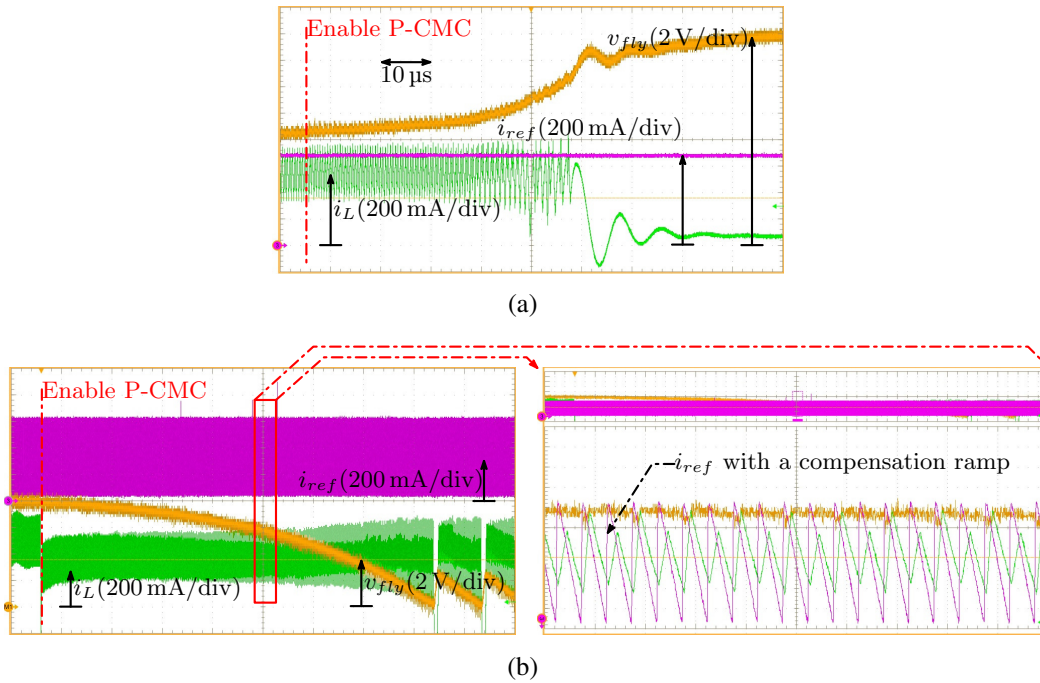 Enable P-CMC
v_fly(2 V/div)
10 µs
i_ref(200 mA/div)
i_L(200 mA/div)
(a)
Enable P-CMC
i_ref(200 mA/div)
i_L(200 mA/div)
v_fly(2 V/div)
i_ref with a compensation ramp
(b)